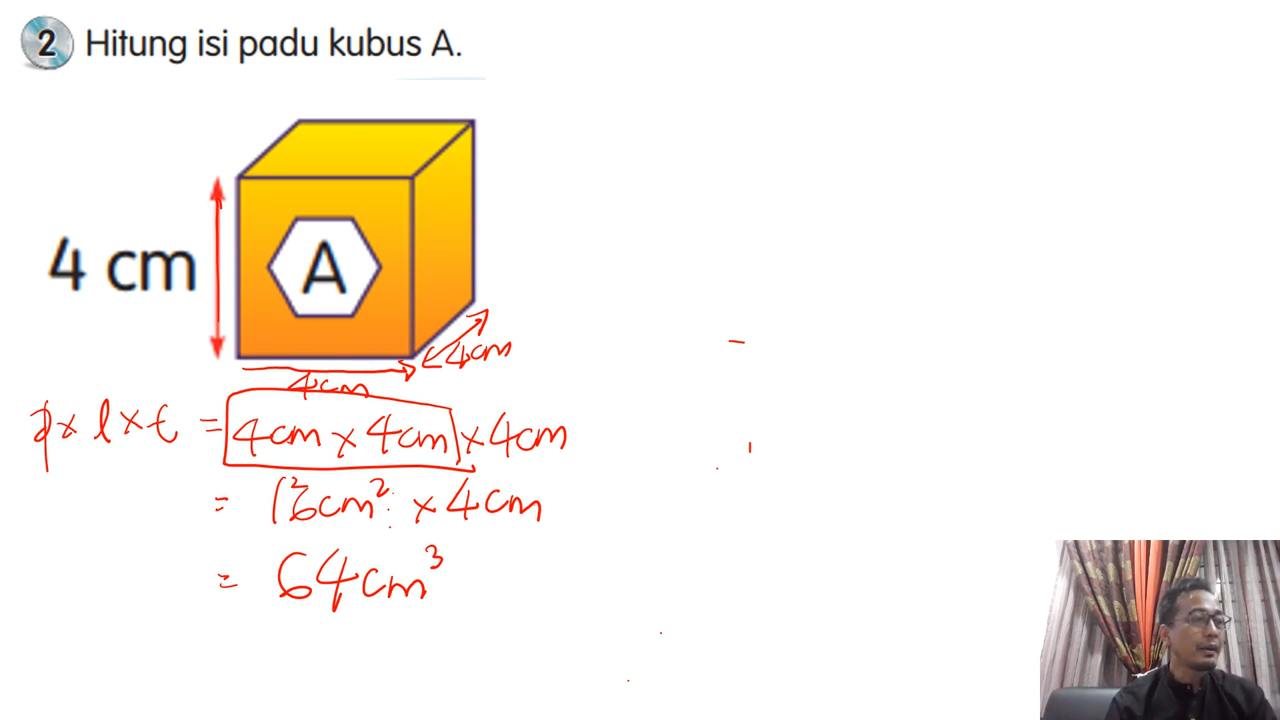 2 Hitung isi padu kubus A.
4 cm
A
4cm
4cm
p x l x t = 4cm x 4cm x 4cm
= 16cm² x 4cm
= 64cm³